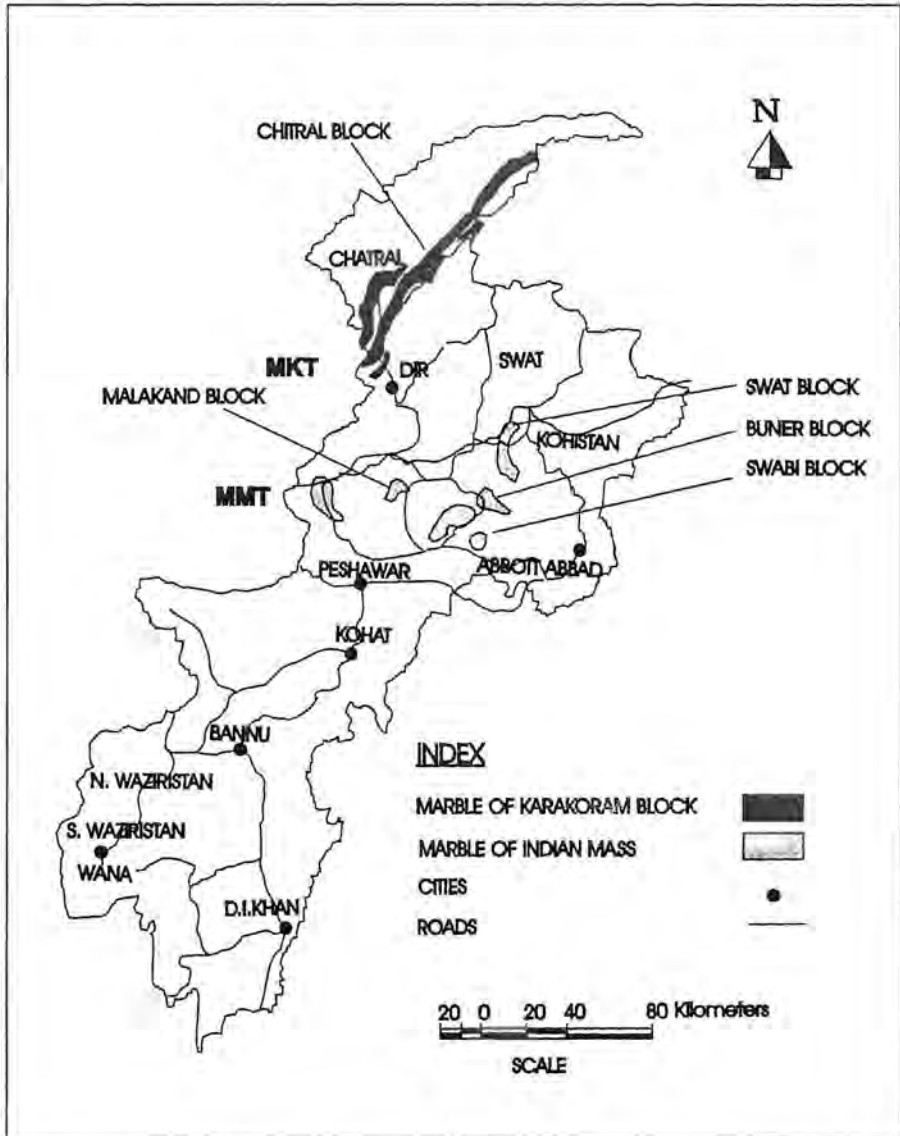 N
CHITRAL BLOCK
CHATRAL
MKT
DIR
SWAT
MALAKAND BLOCK
SWAT BLOCK
KOHISTAN
BUNER BLOCK
MMT
SWABI BLOCK
PESHAWAR
ABBOTT ABBAD
KOHAT
BANNU
N. WAZIRISTAN
S. WAZIRISTAN
WANA
D.I.KHAN
INDEX
MARBLE OF KARAKORAM BLOCK
MARBLE OF INDIAN MASS
CITIES
ROADS
20 0 20 40 80 Kilometers
SCALE